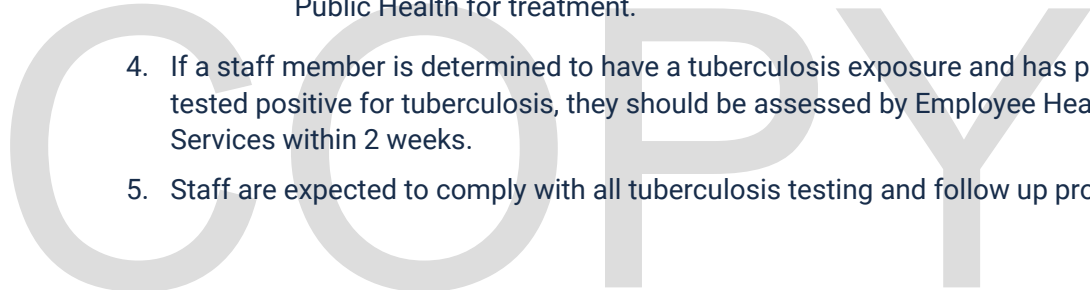 Public Health for treatment.
4. If a staff member is determined to have a tuberculosis exposure and has
tested positive for tuberculosis, they should be assessed by Employee
Services within 2 weeks.
5. Staff are expected to comply with all tuberculosis testing and follow up
COPY